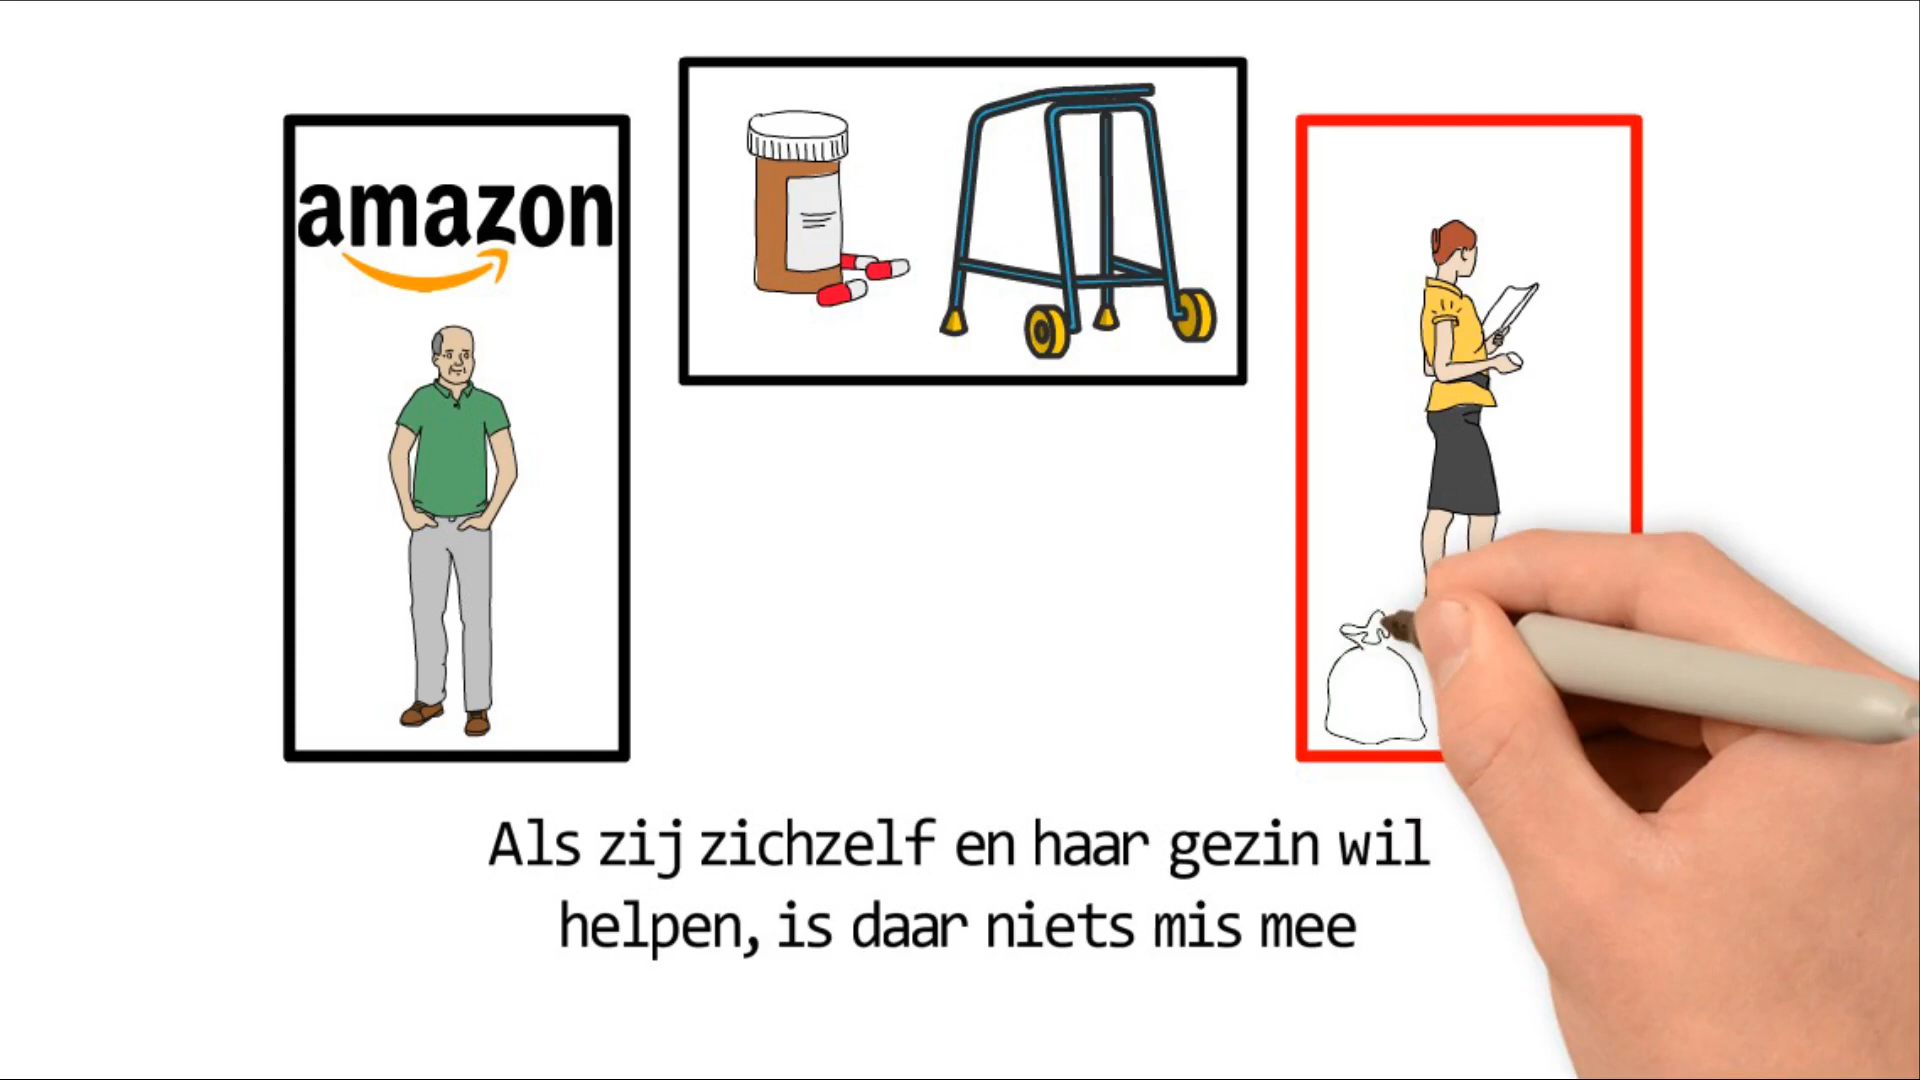 amazon
Als zij zichzelf en haar gezin wil
helpen, is daar niets mis mee